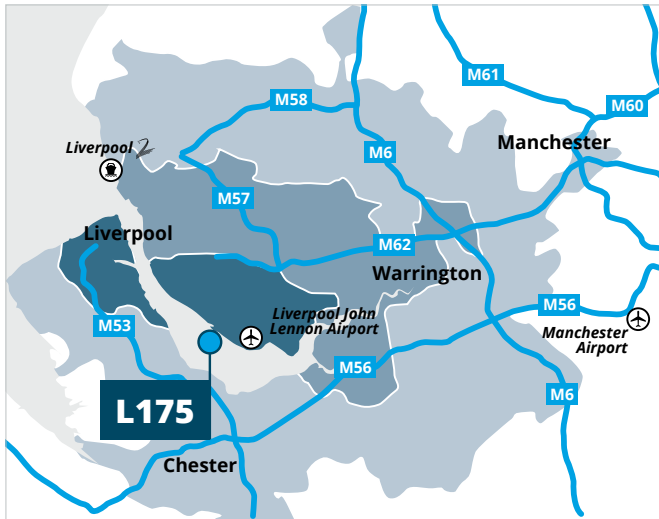 M61
M58
M60
Manchester
Liverpool 2
M6
M57
Liverpool
M62
Warrington
M56
Liverpool John
Lennon Airport
M53
Manchester
Airport
M56
M6
L175
Chester